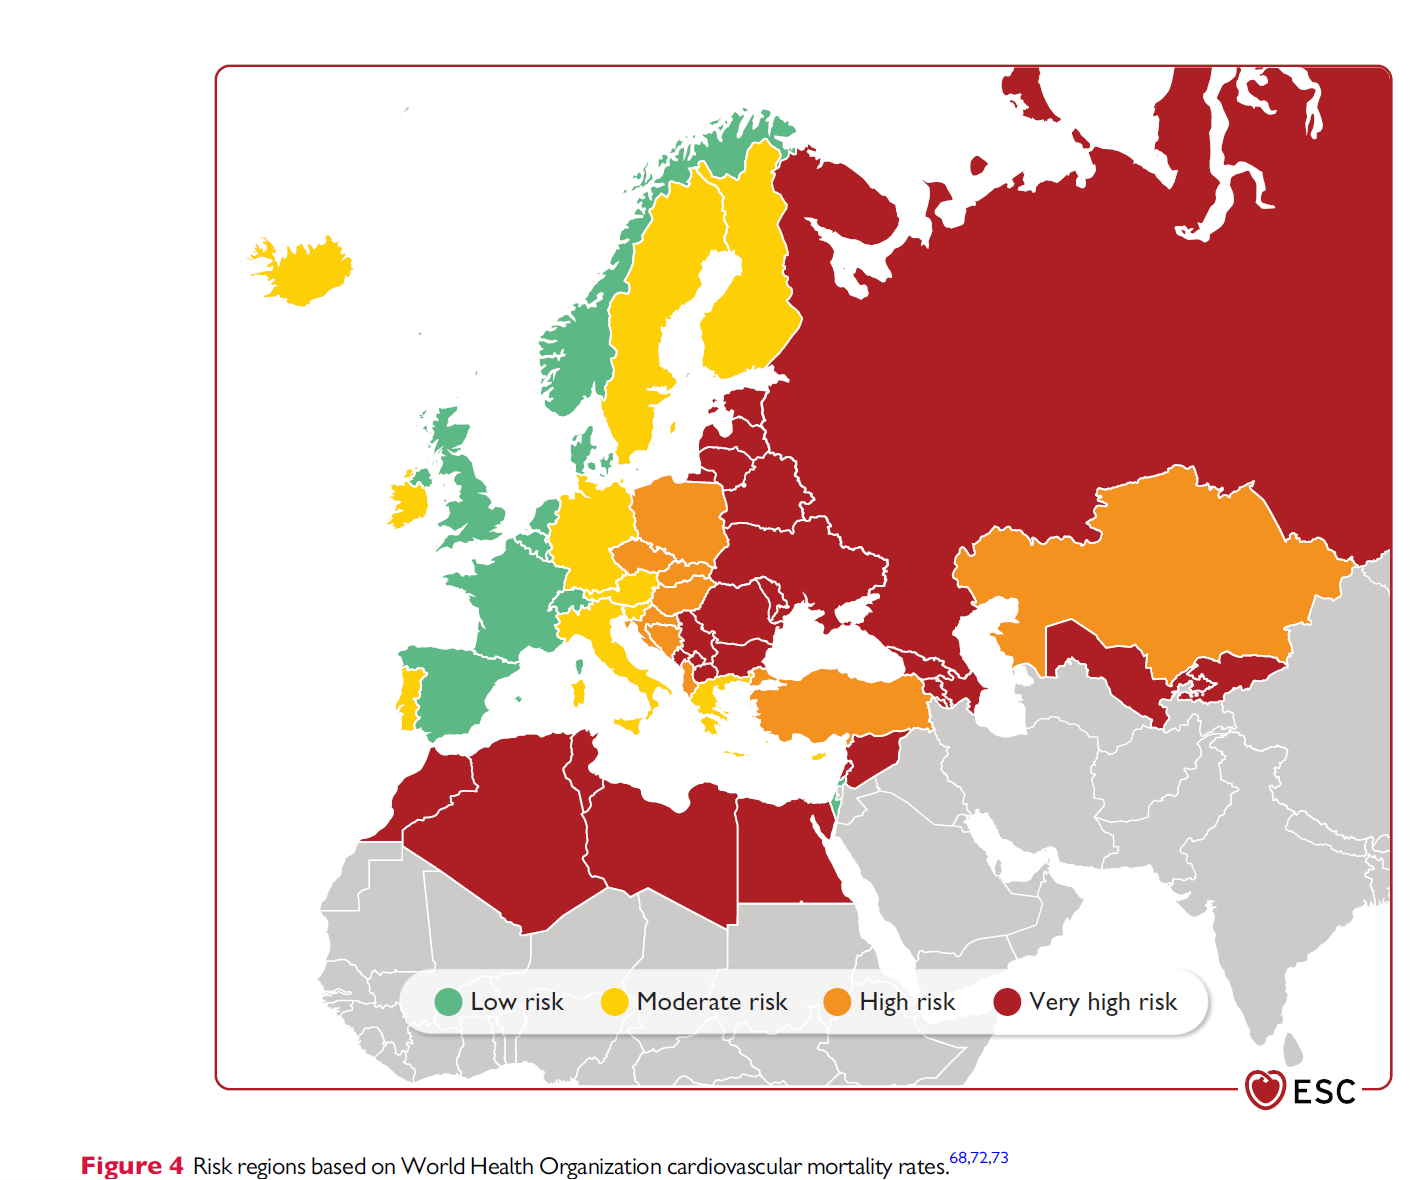 Low risk
Moderate risk
High risk
Very high risk
ESC
Figure 4 Risk regions based on World Health Organization cardiovascular mortality rates.68,72,73